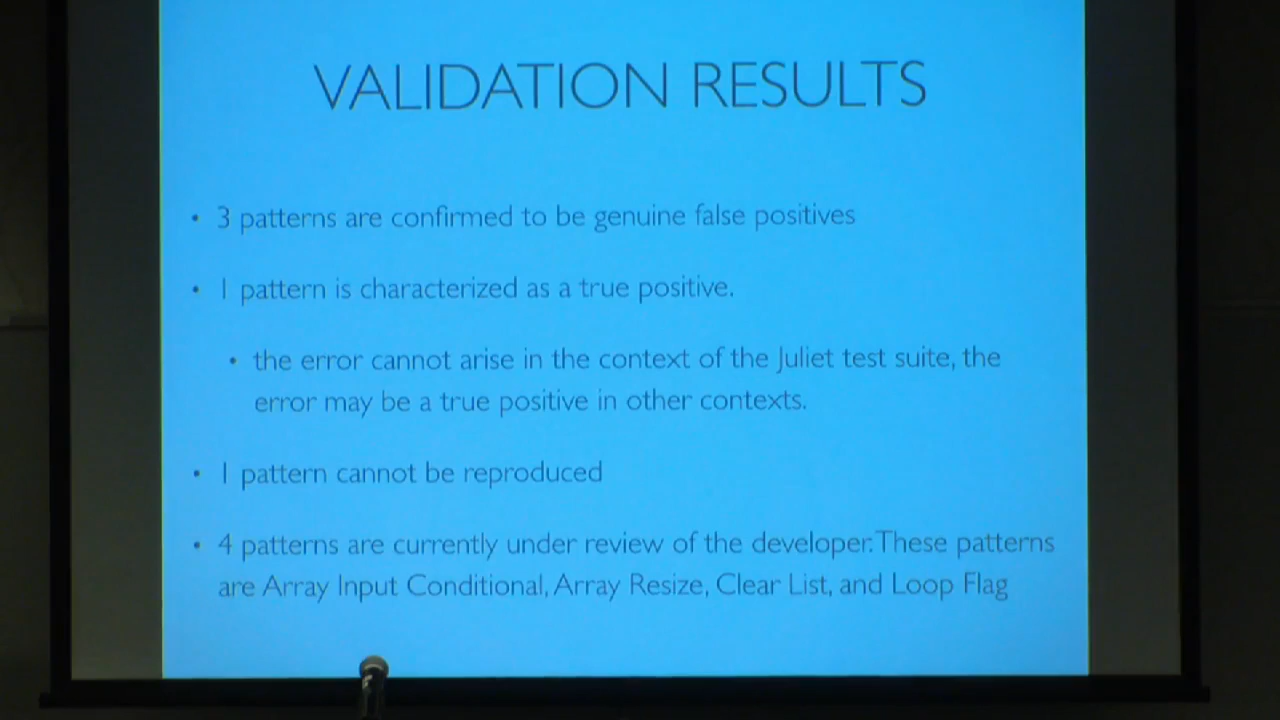 VALIDATION RESULTS
• 3 patterns are confirmed to be genuine false positives
• 1 pattern is characterized as a true positive.
• the error cannot arise in the context of the Juliet test suite, the
error may be a true positive in other contexts.
• 1 pattern cannot be reproduced
• 4 patterns are currently under review of the developer. These patterns
are Array Input Conditional, Array Resize, Clear List, and Loop Flag